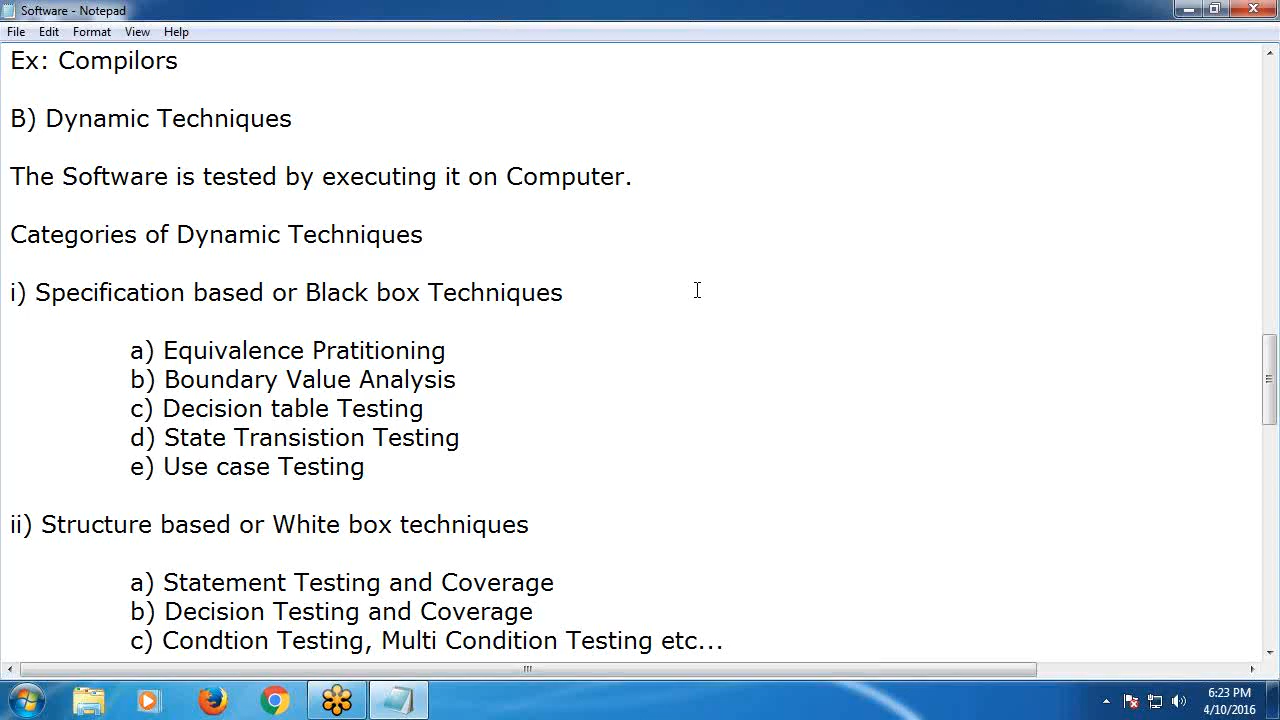 Software - Notepad
File Edit Format View Help
Ex: Compilors
B) Dynamic Techniques
The Software is tested by executing it on Computer.
Categories of Dynamic Techniques
i) Specification based or Black box Techniques
a) Equivalence Pratitioning
b) Boundary Value Analysis
c) Decision table Testing
d) State Transistion Testing
e) Use case Testing
ii) Structure based or White box techniques
a) Statement Testing and Coverage
b) Decision Testing and Coverage
c) Condtion Testing, Multi Condition Testing etc...
6:23 PM
4/10/2016